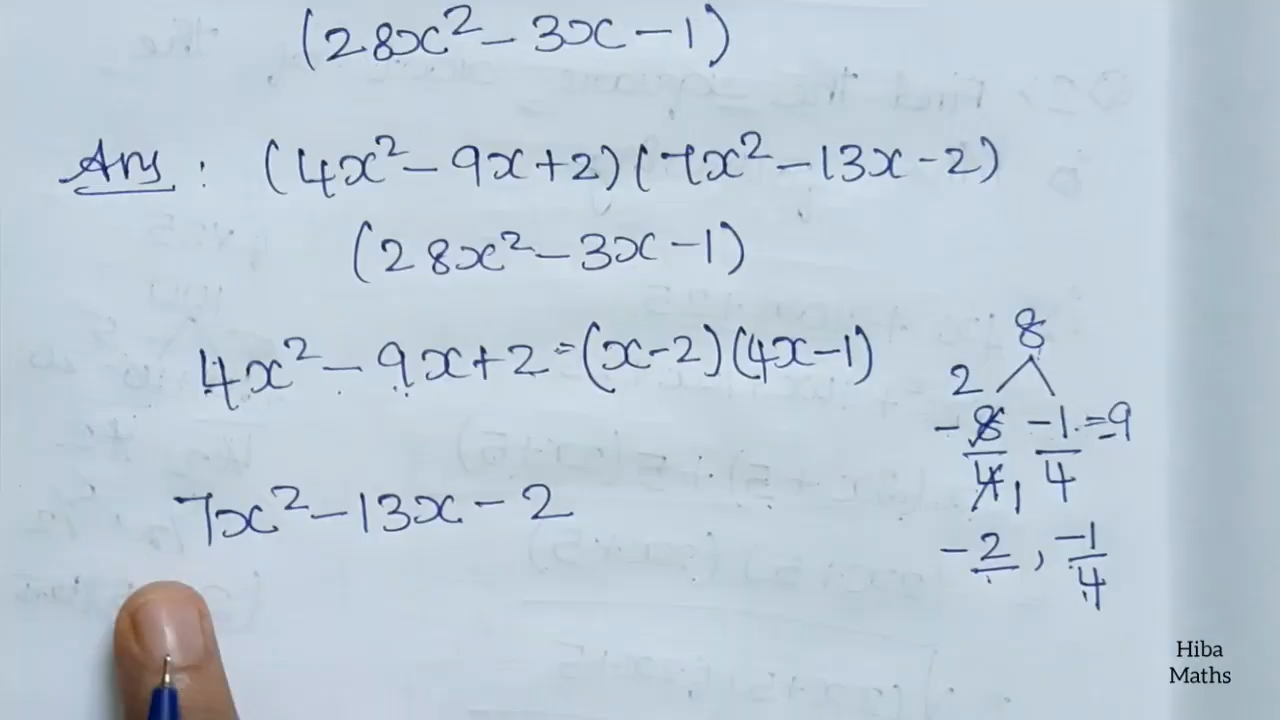 (28x² - 3x - 1)
Ans : (4x² - 9x + 2) (7x² - 13x - 2)
(28x² - 3x - 1)
4x² - 9x + 2 = (x - 2) (4x - 1)
8
2
-8/4, -1/4 = -9
1
-2, -1/4
7x² - 13x - 2
Hiba
Maths